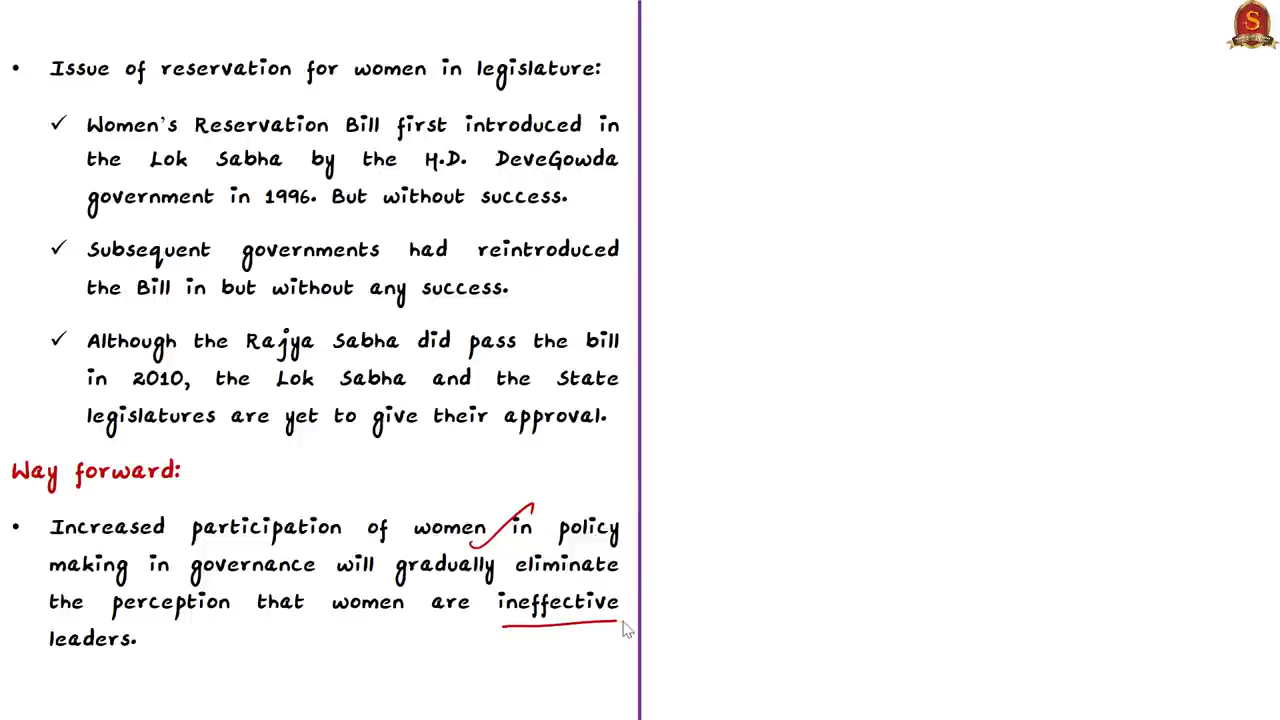 • Issue of reservation for women in legislature:
✓ Women's Reservation Bill first introduced in
the Lok Sabha by the H.D. DeveGowda
government in 1996. But without success.
✓ Subsequent governments had reintroduced
the Bill in but without any success.
✓ Although the Rajya Sabha did pass the bill
in 2010, the Lok Sabha and the State
legislatures are yet to give their approval.
Way forward:
• Increased participation of women in policy
making in governance will gradually eliminate
the perception that women are ineffective
leaders.
S